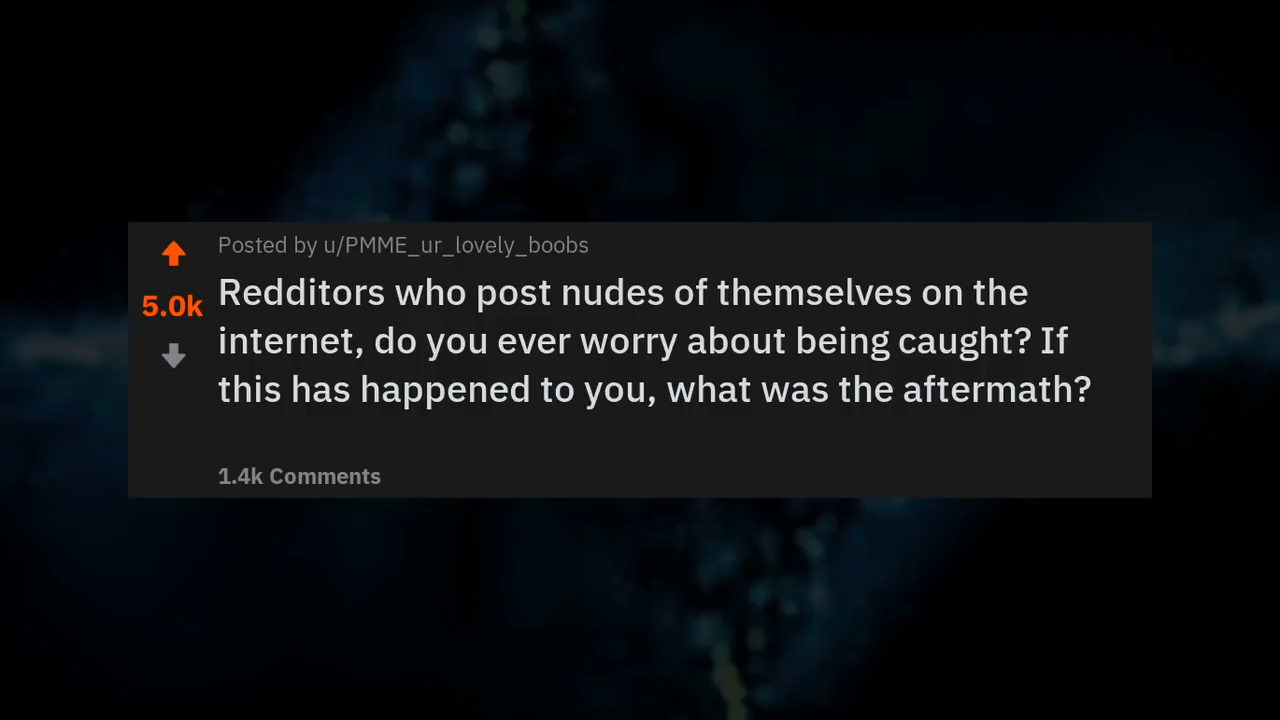 Posted by u/PMME_ur_lovely_boobs
Redditors who post nudes of themselves on the
5.0k
internet, do you ever worry about being caught? If
this has happened to you, what was the aftermath?
1.4k Comments